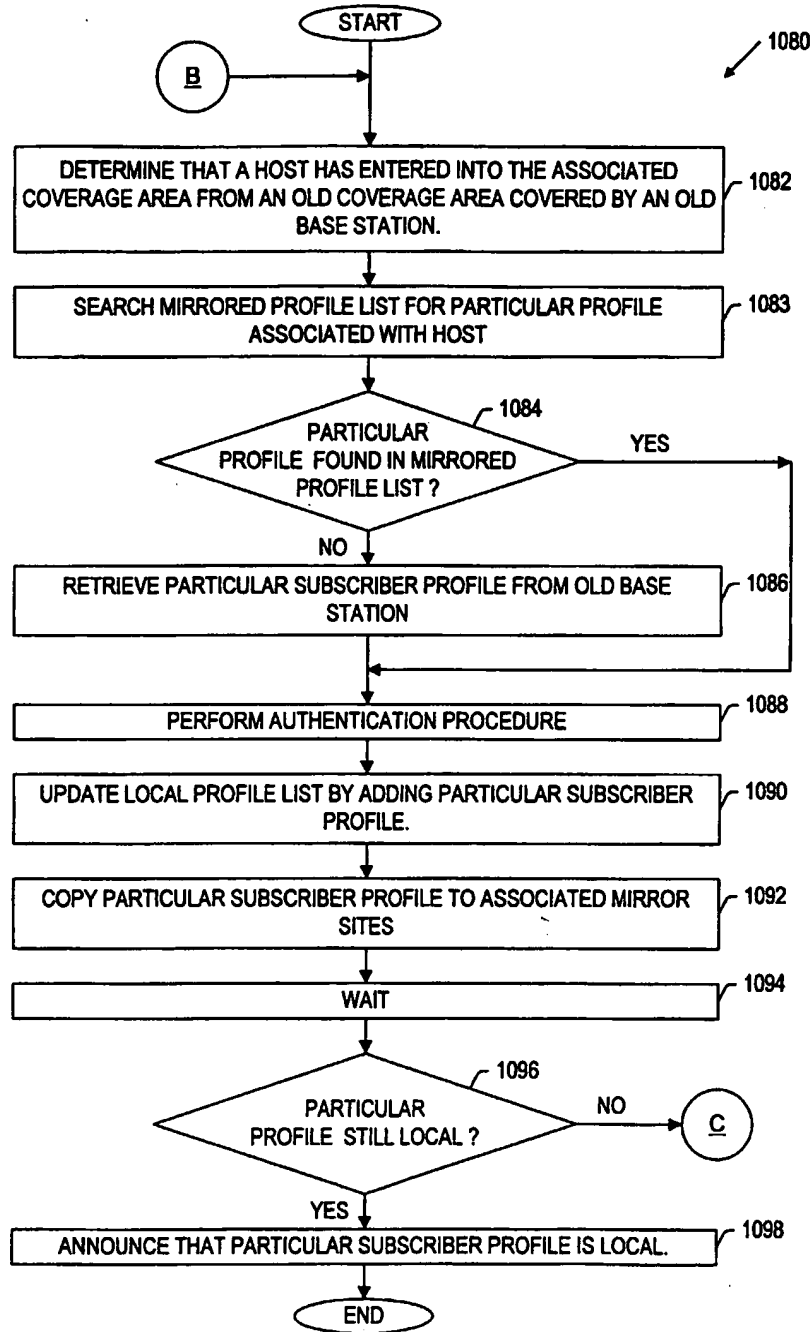 START
1080
B
DETERMINE THAT A HOST HAS ENTERED INTO THE ASSOCIATED
COVERAGE AREA FROM AN OLD COVERAGE AREA COVERED BY AN OLD
BASE STATION.
1082
SEARCH MIRRORED PROFILE LIST FOR PARTICULAR PROFILE
ASSOCIATED WITH HOST
1083
1084
PARTICULAR
PROFILE FOUND IN MIRRORED
PROFILE LIST ?
YES
NO
RETRIEVE PARTICULAR SUBSCRIBER PROFILE FROM OLD BASE
STATION
1086
PERFORM AUTHENTICATION PROCEDURE
1088
UPDATE LOCAL PROFILE LIST BY ADDING PARTICULAR SUBSCRIBER
PROFILE.
1090
COPY PARTICULAR SUBSCRIBER PROFILE TO ASSOCIATED MIRROR
SITES
1092
WAIT
1094
1096
PARTICULAR
PROFILE STILL LOCAL ?
NO
C
YES
ANNOUNCE THAT PARTICULAR SUBSCRIBER PROFILE IS LOCAL.
1098
END